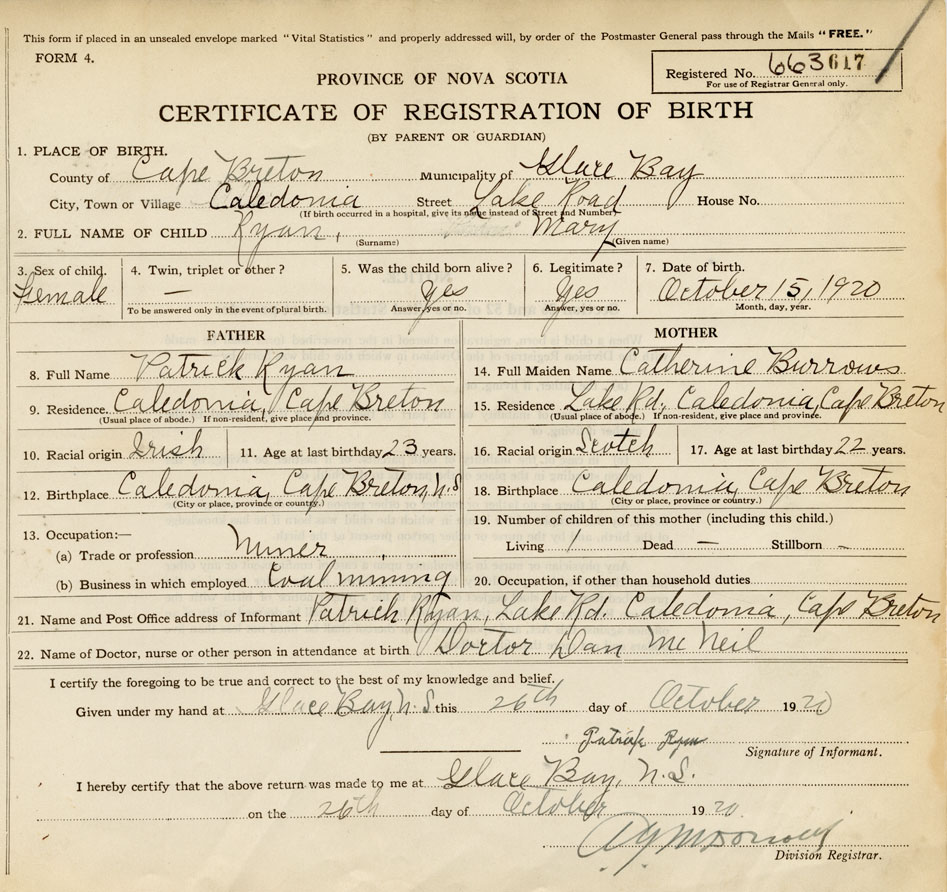 This form if placed in an unsealed envelope marked "Vital Statistics" and properly addressed will, by order of the Postmaster General pass through the Mails "FREE."
FORM 4.
Registered No. 663617
For use of Registrar General only.
PROVINCE OF NOVA SCOTIA
CERTIFICATE OF REGISTRATION OF BIRTH
(BY PARENT OR GUARDIAN)
1. PLACE OF BIRTH.
County of Cape Breton Municipality of Glace Bay
City, Town or Village Caledonia Street Lake Road House No.
(If birth occurred in a hospital, give its name instead of Street and Number)
2. FULL NAME OF CHILD Ryan, Mary
(Surname) (Given name)
3. Sex of child. 4. Twin, triplet or other? 5. Was the child born alive? 6. Legitimate? 7. Date of birth.
Female — Yes Yes October 15, 1920
To be answered only in the event of plural birth. Answer yes or no. Answer, yes or no. Month, day, year.
FATHER
8. Full Name Patrick Ryan
9. Residence. Caledonia, Cape Breton
(Usual place of abode.) If non-resident, give place and province.
10. Racial origin Irish 11. Age at last birthday 23 years.
12. Birthplace Caledonia, Cape Breton, N.S
(City or place, province or country.)
13. Occupation:—
(a) Trade or profession Miner
(b) Business in which employed Coal mining
MOTHER
14. Full Maiden Name Catherine Burrows
15. Residence Lake Rd. Caledonia, Cape Breton
(Usual place of abode.) If non-resident, give place and province.
16. Racial origin Scotch 17. Age at last birthday 22 years.
18. Birthplace Caledonia, Cape Breton
(City or place, province or country.)
19. Number of children of this mother (including this child.)
Living 1 Dead — Stillborn —
20. Occupation, if other than household duties
21. Name and Post Office address of Informant Patrick Ryan, Lake Rd. Caledonia, Cape Breton
22. Name of Doctor, nurse or other person in attendance at birth Doctor Dan McNeil
I certify the foregoing to be true and correct to the best of my knowledge and belief.
Given under my hand at Glace Bay N.S this 26th day of October 1920
Patrick Ryan
Signature of Informant.
I hereby certify that the above return was made to me at Glace Bay, N.S.
on the 26th day of October 1920
Division Registrar.